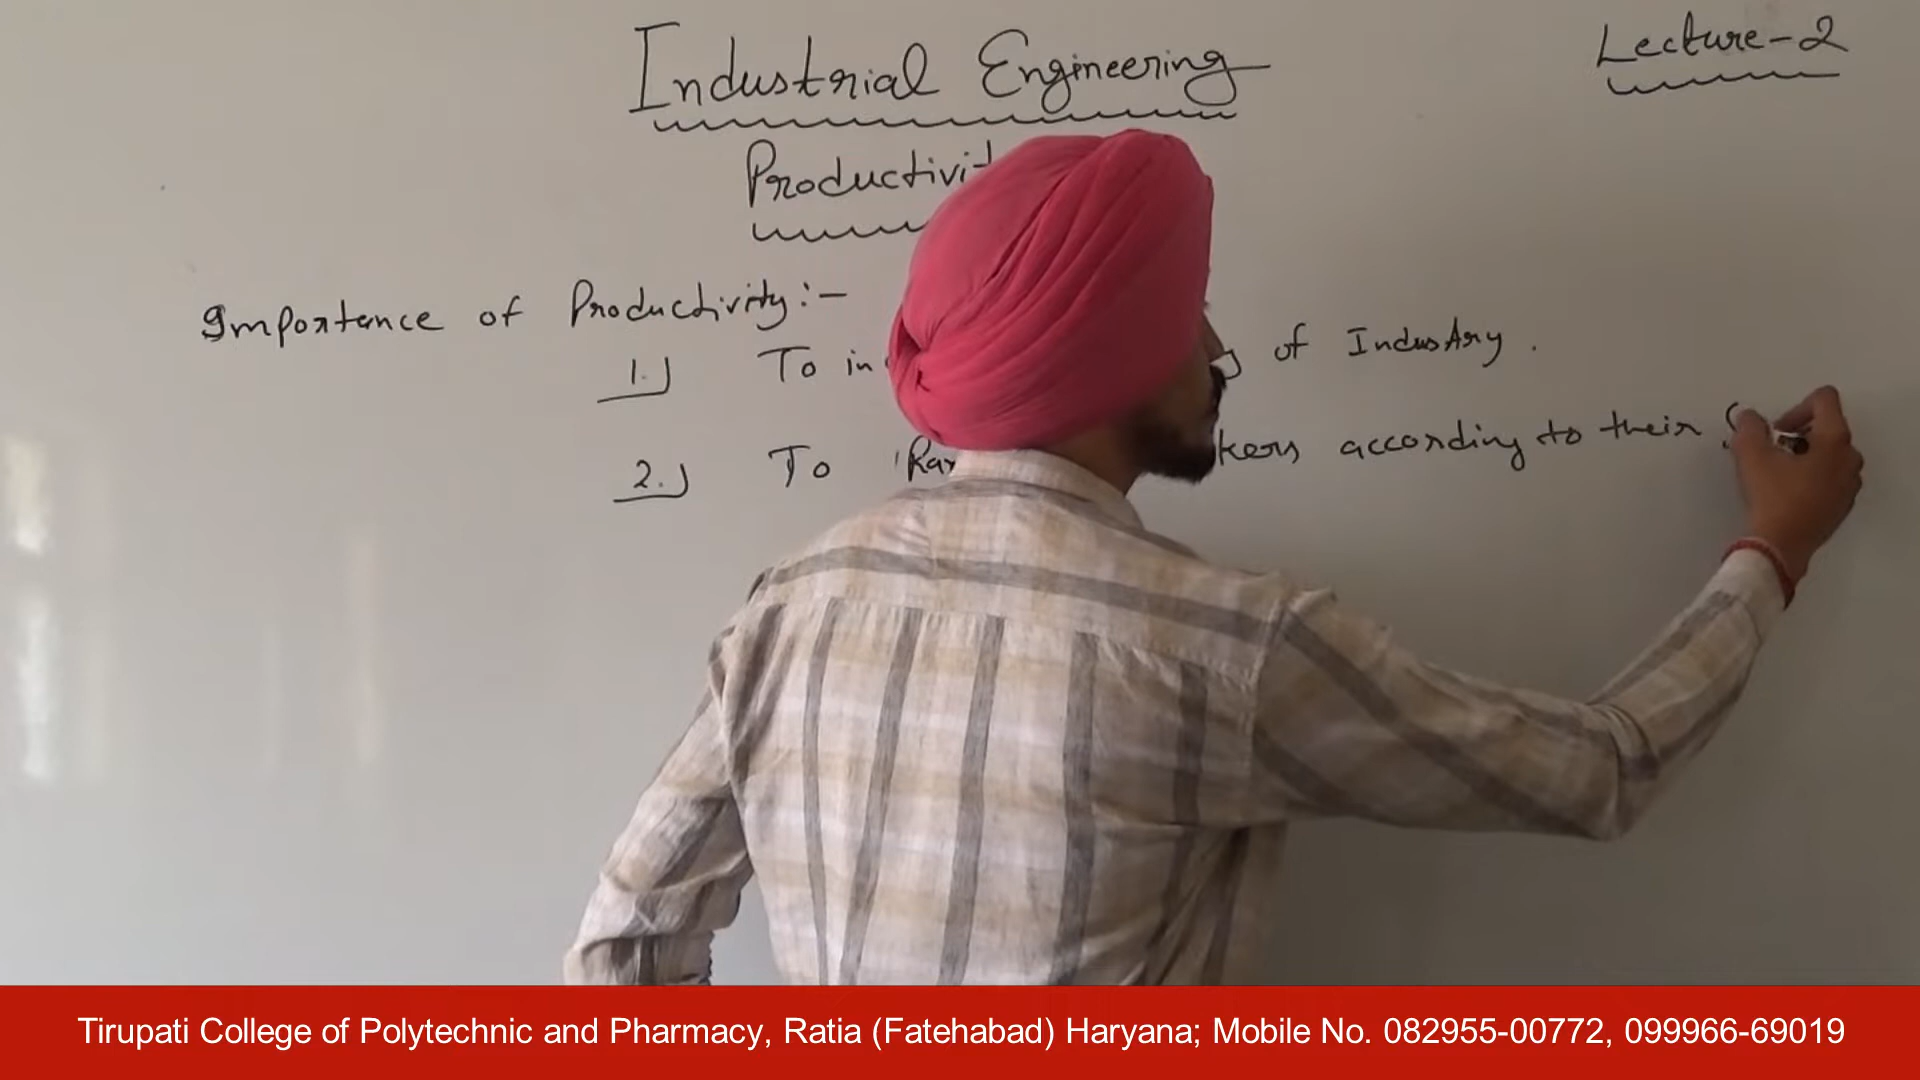 Industrial Engineering
Lecture-2
Productivi
Importance of Productivity:-
1.) To in of Industry.
2.) To Ran kers according to their S
Tirupati College of Polytechnic and Pharmacy, Ratia (Fatehabad) Haryana; Mobile No. 082955-00772, 099966-69019